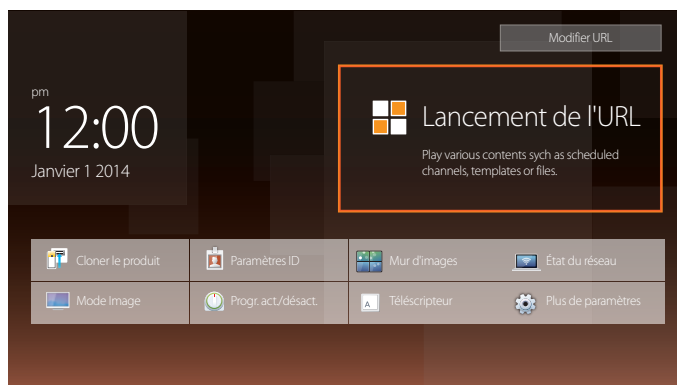 Modifier URL
pm
12:00
Janvier 1 2014
Lancement de l'URL
Play various contents sych as scheduled
channels, templates or files.
Cloner le produit
Paramètres ID
Mur d'images
État du réseau
Mode Image
Progr. act./désact.
A
Téléscripteur
Plus de paramètres